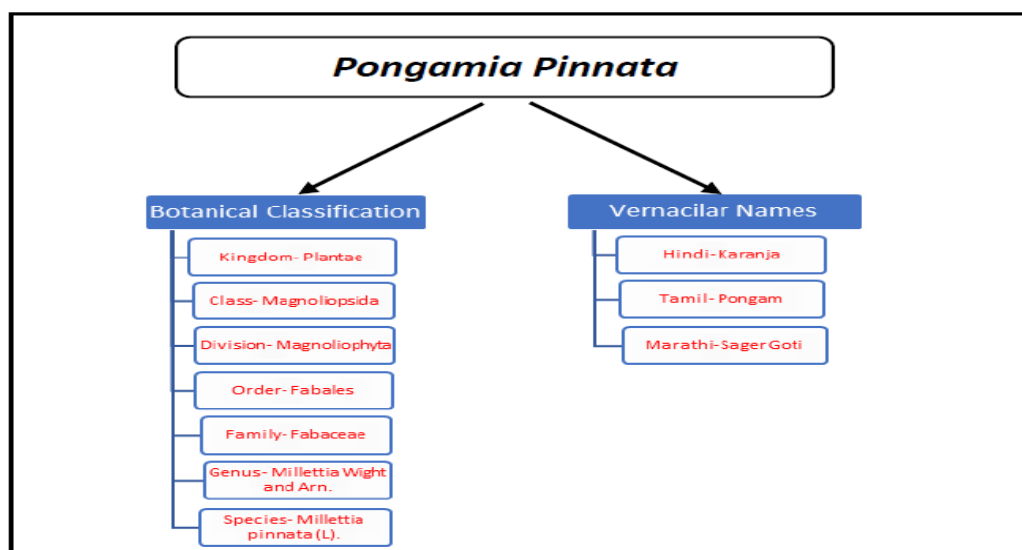 Pongamia Pinnata
Botanical Classification
Kingdom- Plantae
Class- Magnoliopsida
Division- Magnoliophyta
Order- Fabales
Family- Fabaceae
Genus- Millettia Wight
and Arn.
Species- Millettia
pinnata (L).
Vernacilar Names
Hindi-Karanja
Tamil- Pongam
Marathi-Sager Goti